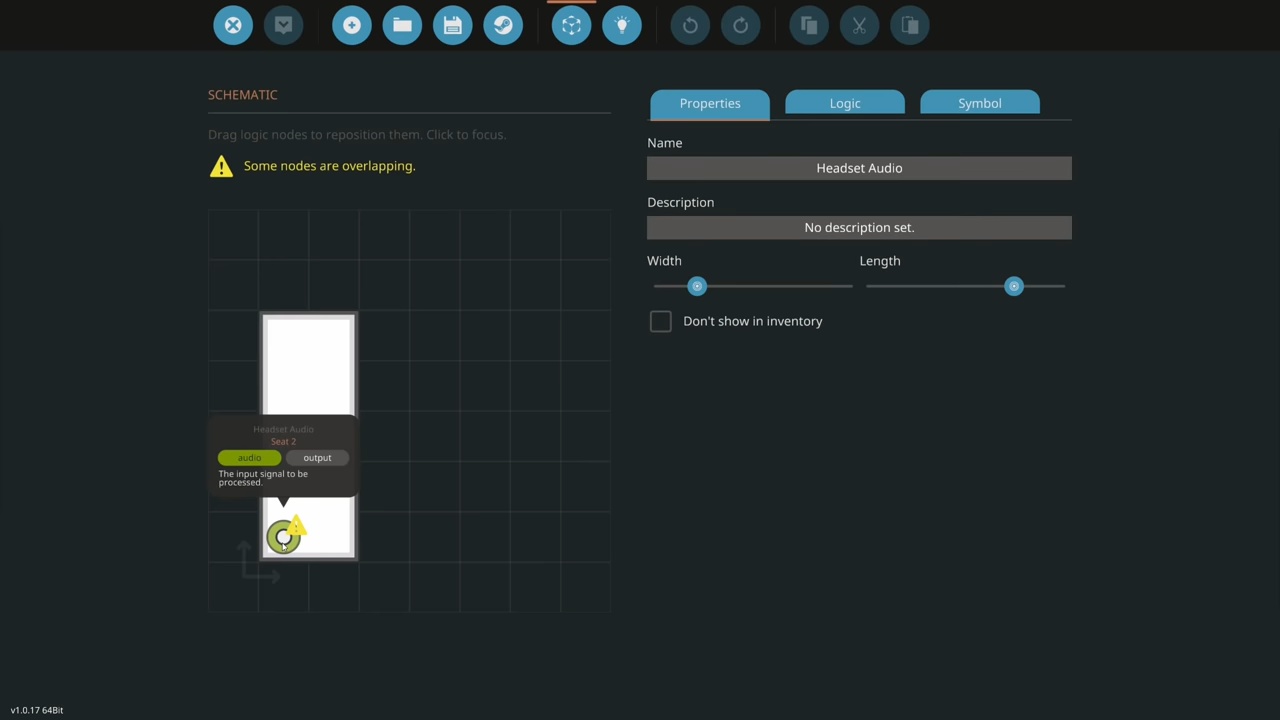 SCHEMATIC
Drag logic nodes to reposition them. Click to focus.
Some nodes are overlapping.
Headset Audio
Seat 2
audio output
The input signal to be
processed.
Properties Logic Symbol
Name
Headset Audio
Description
No description set.
Width Length
Don't show in inventory
v1.0.17 64Bit